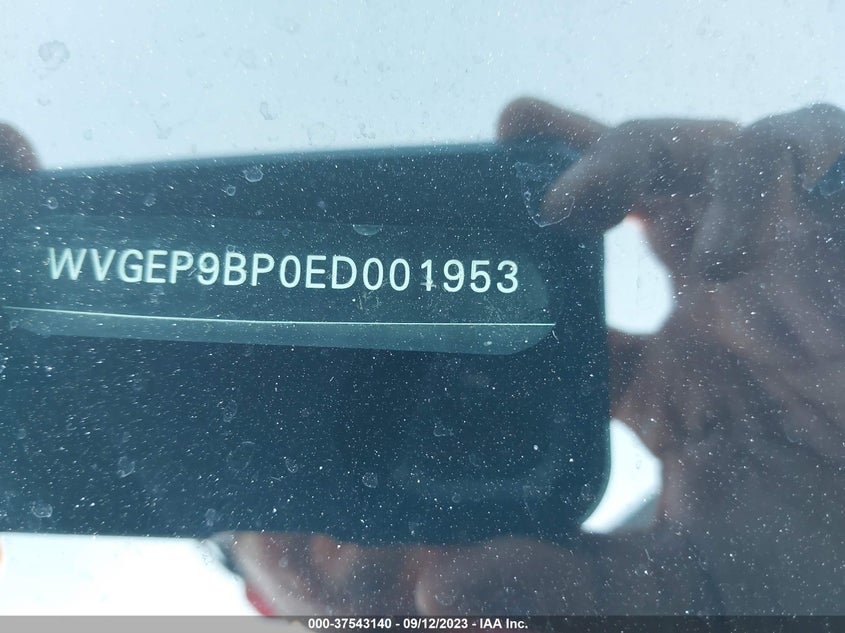 WVGEP9BP0ED001953
000-37543140 - 09/12/2023 - IAA Inc.